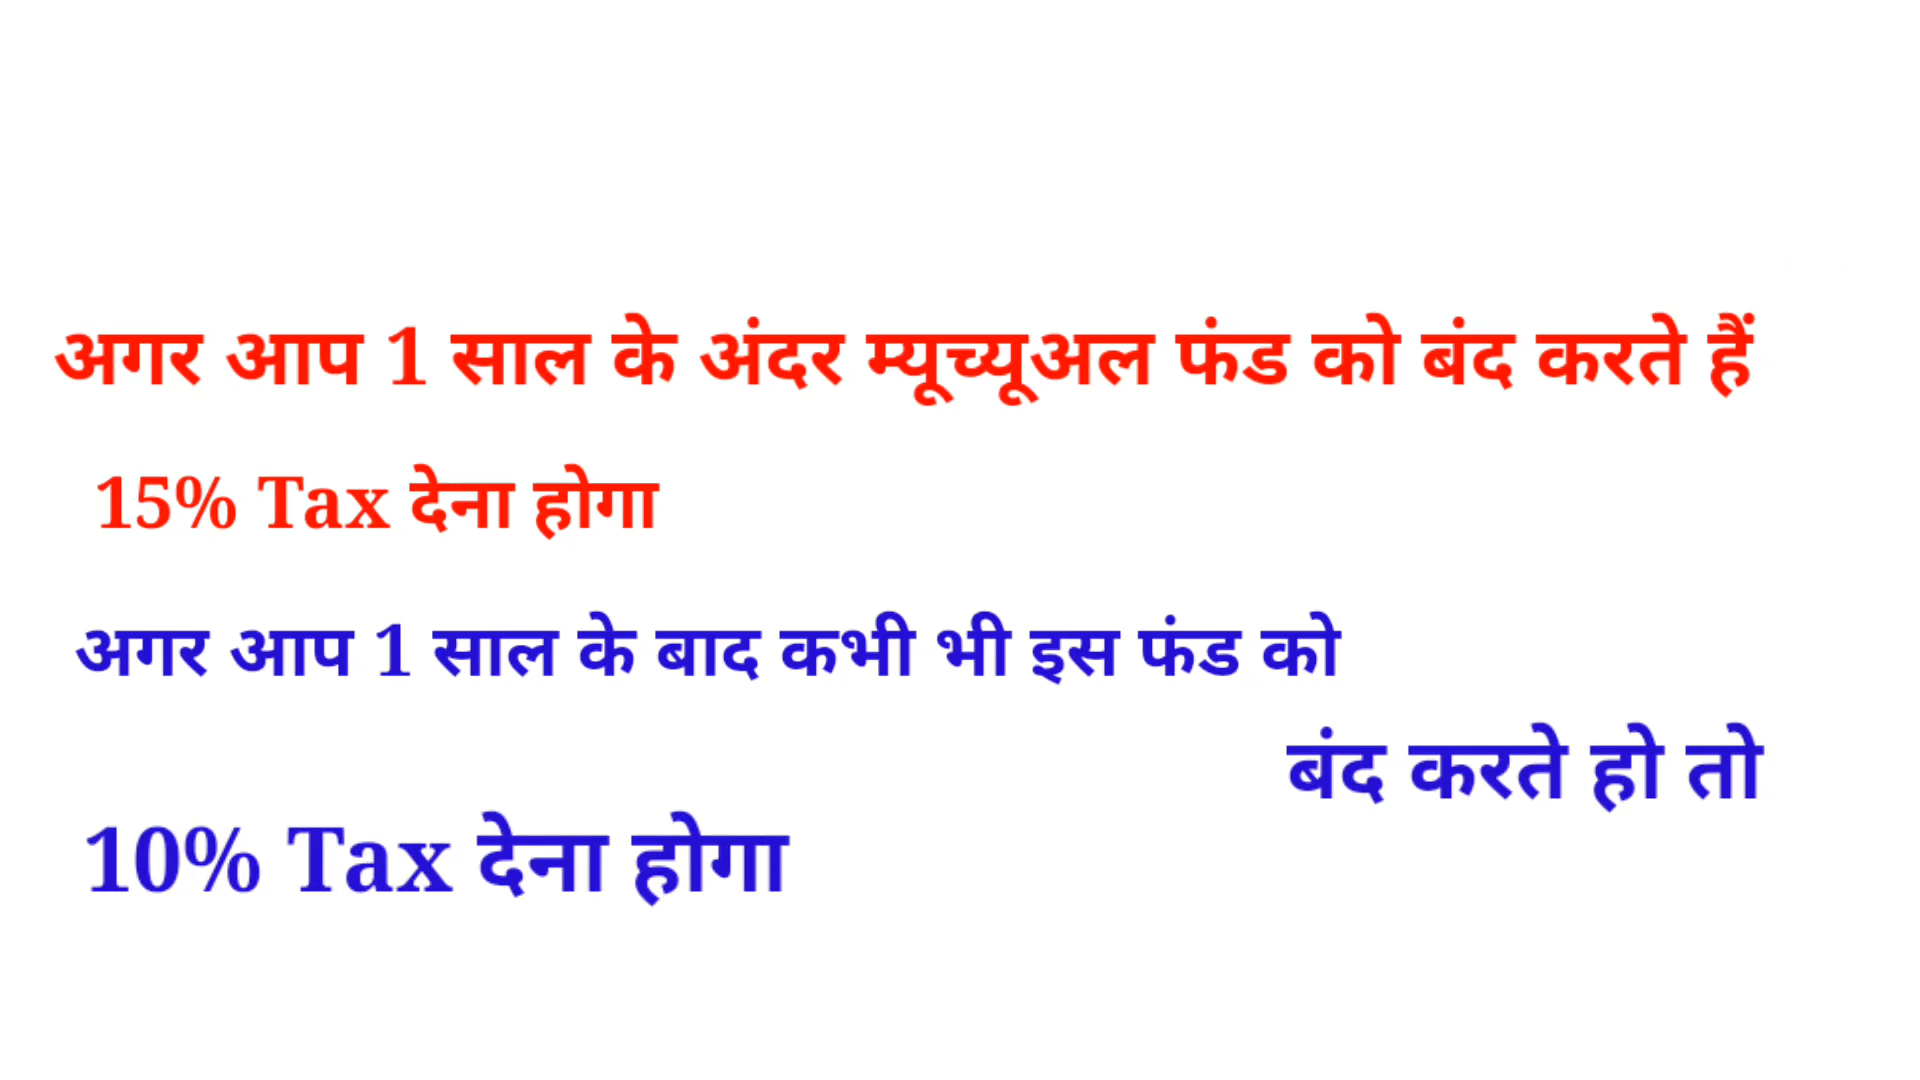 अगर आप 1 साल के अंदर म्यूच्यूअल फंड को बंद करते हैं
15% Tax देना होगा
अगर आप 1 साल के बाद कभी भी इस फंड को
बंद करते हो तो
10% Tax देना होगा